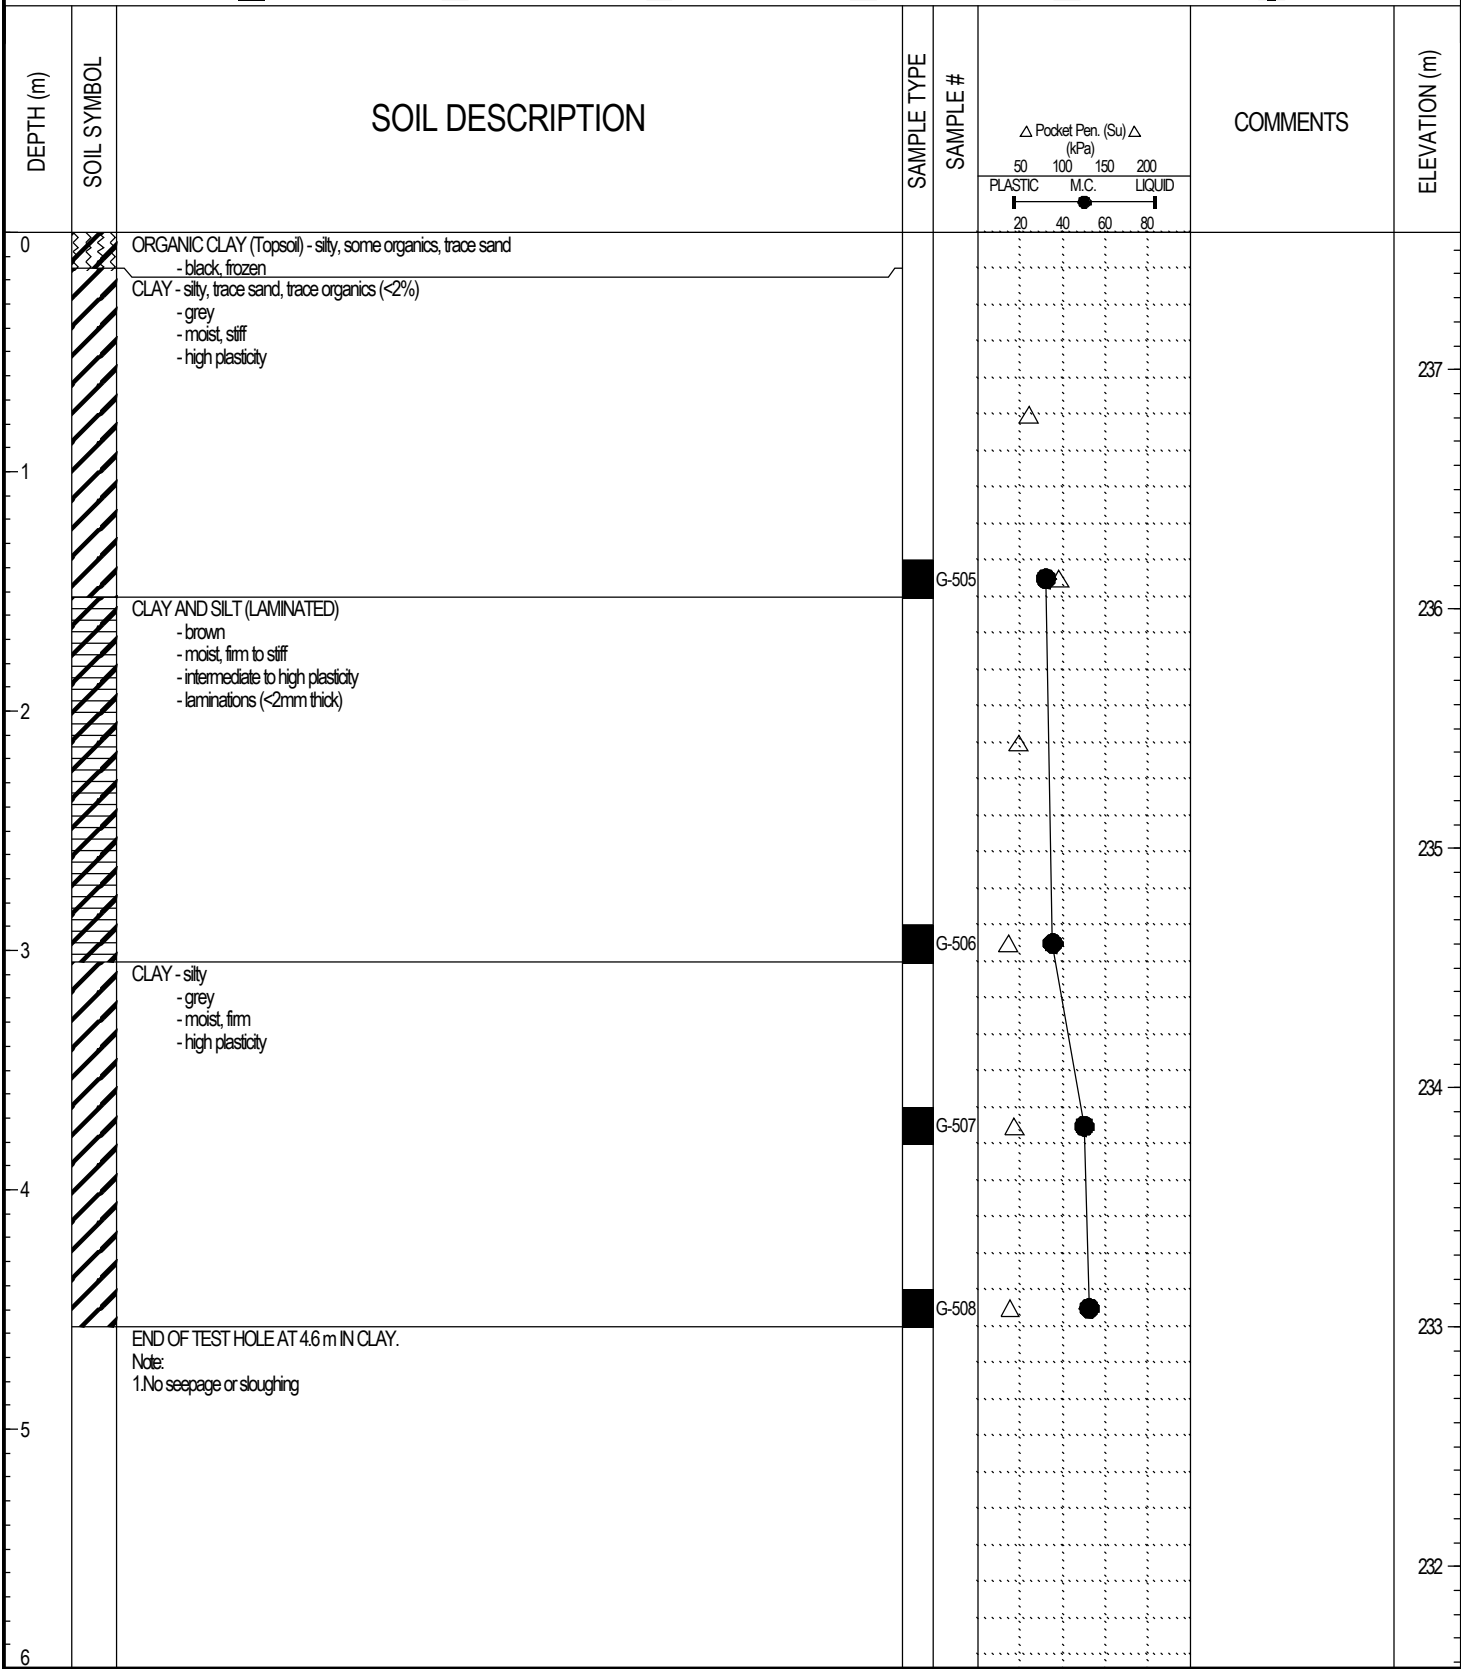 DEPTH (m)
SOIL SYMBOL
SOIL DESCRIPTION
SAMPLE TYPE
SAMPLE #
△ Pocket Pen. (Su) △
(kPa)
50 100 150 200
PLASTIC M.C. LIQUID
20 40 60 80
COMMENTS
ELEVATION (m)
0
ORGANIC CLAY (Topsoil) - silty, some organics, trace sand
- black, frozen
CLAY - silty, trace sand, trace organics (<2%)
- grey
- moist, stiff
- high plasticity
237
1
G-505
CLAY AND SILT (LAMINATED)
236
- brown
- moist, firm to stiff
- intermediate to high plasticity
- laminations (<2mm thick)
2
235
G-506
3
CLAY - silty
- grey
- moist, firm
- high plasticity
234
G-507
4
G-508
233
END OF TEST HOLE AT 4.6 m IN CLAY.
Note:
1.No seepage or sloughing
5
232
6